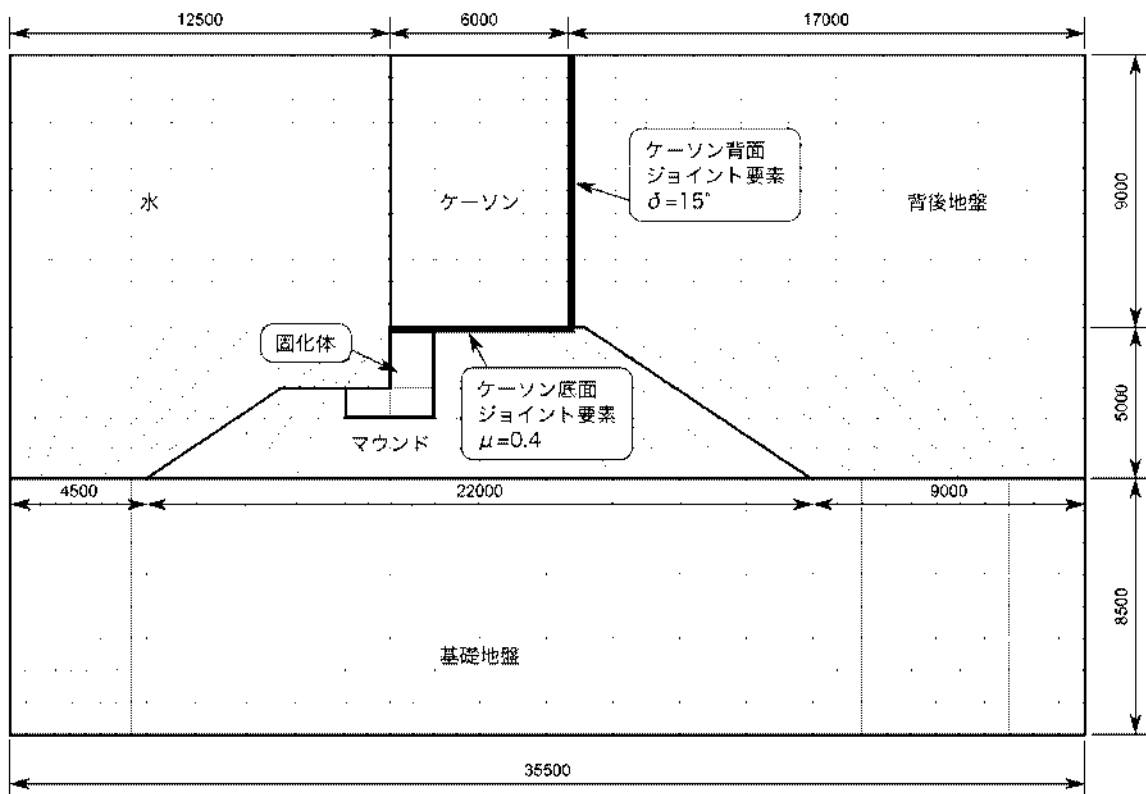 12500
6000
17000
ケーソン背面
ジョイント要素
δ=15°
水
ケーソン
背後地盤
9000
固化体
ケーソン底面
ジョイント要素
μ=0.4
マウンド
5000
4500
22000
9000
8500
基礎地盤
35500